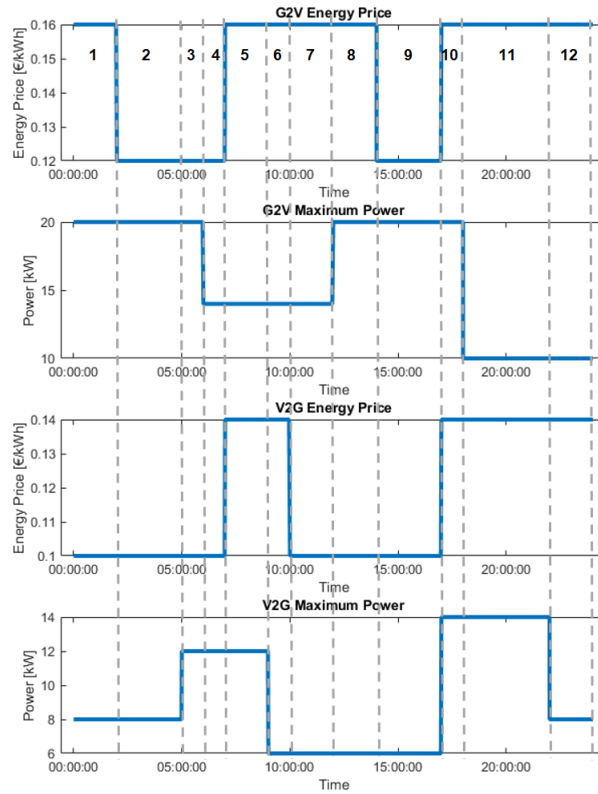 G2V Energy Price
Energy Price [€/kWh]
0.16
0.15
0.14
0.13
0.12
1 2 3 4 5 6 7 8 9 10 11 12
00:00:00 05:00:00 10:00:00 15:00:00 20:00:00
Time
G2V Maximum Power
Power [kW]
20
15
10
00:00:00 05:00:00 10:00:00 15:00:00 20:00:00
Time
V2G Energy Price
Energy Price [€/kWh]
0.14
0.13
0.12
0.11
0.1
00:00:00 05:00:00 10:00:00 15:00:00 20:00:00
Time
V2G Maximum Power
Power [kW]
14
12
10
8
6
00:00:00 05:00:00 10:00:00 15:00:00 20:00:00
Time